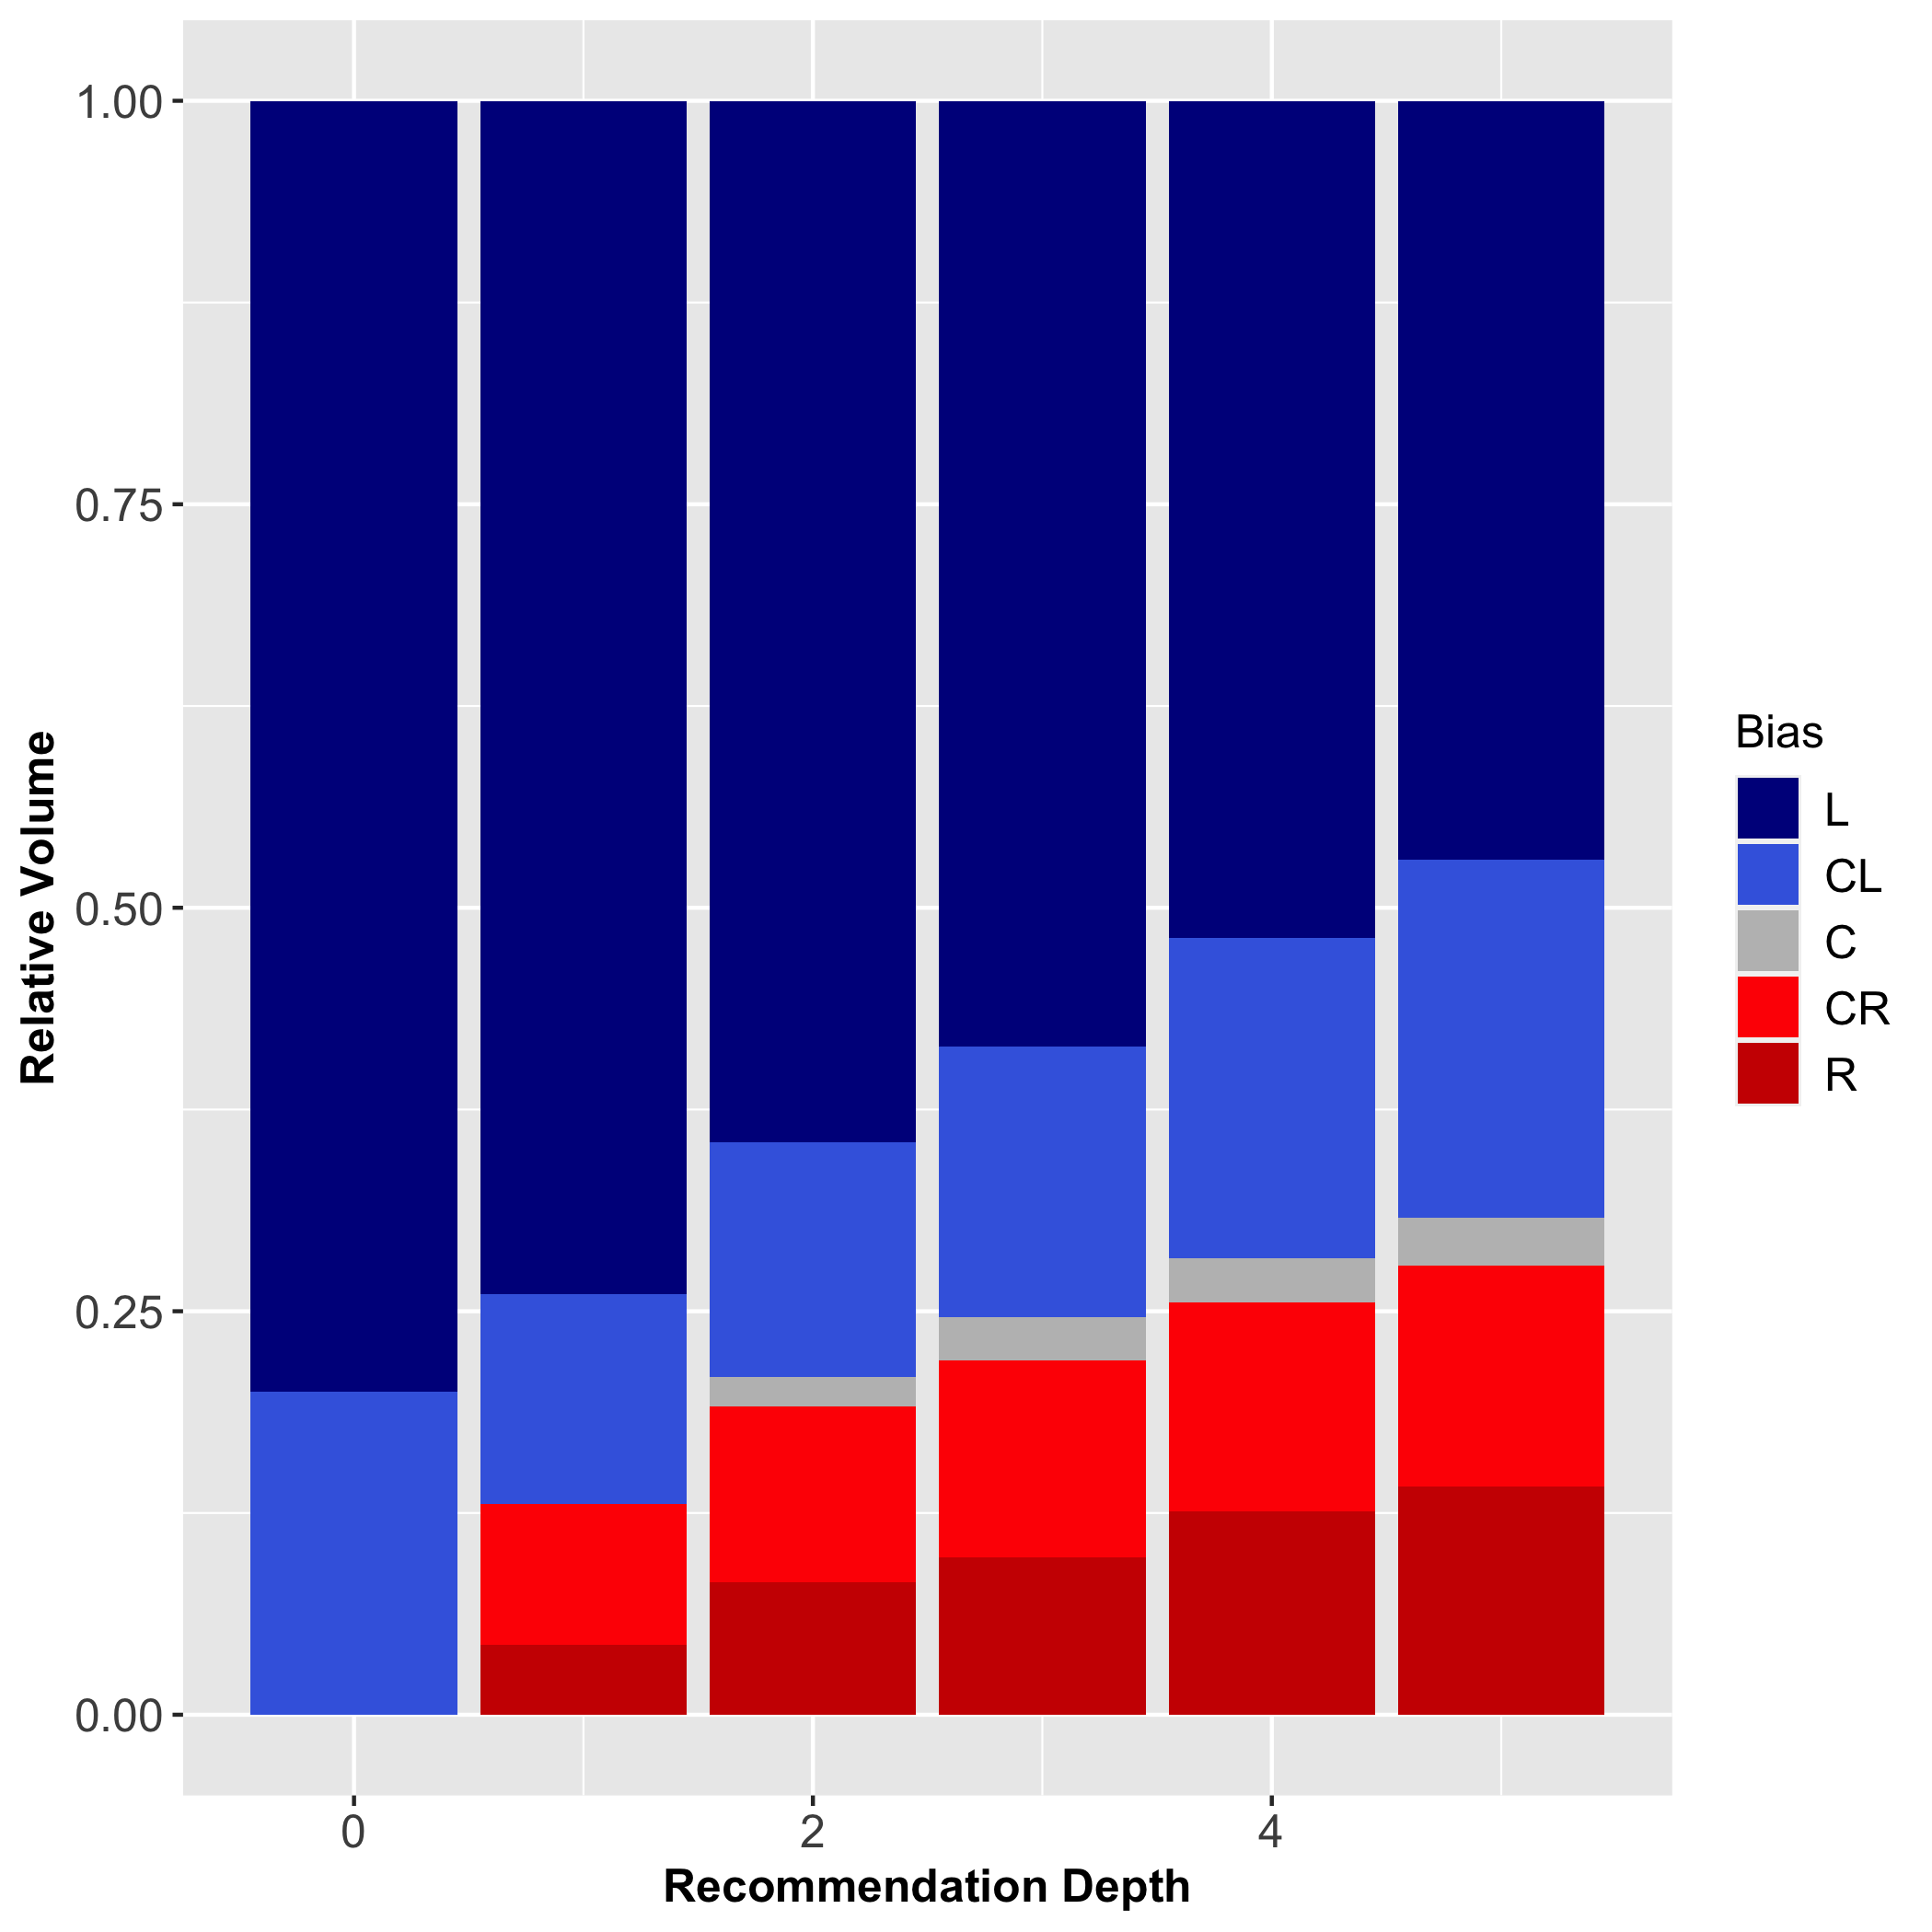 1.00
0.75
0.50
0.25
0.00
Relative Volume
0 2 4
Recommendation Depth
Bias
L
CL
C
CR
R